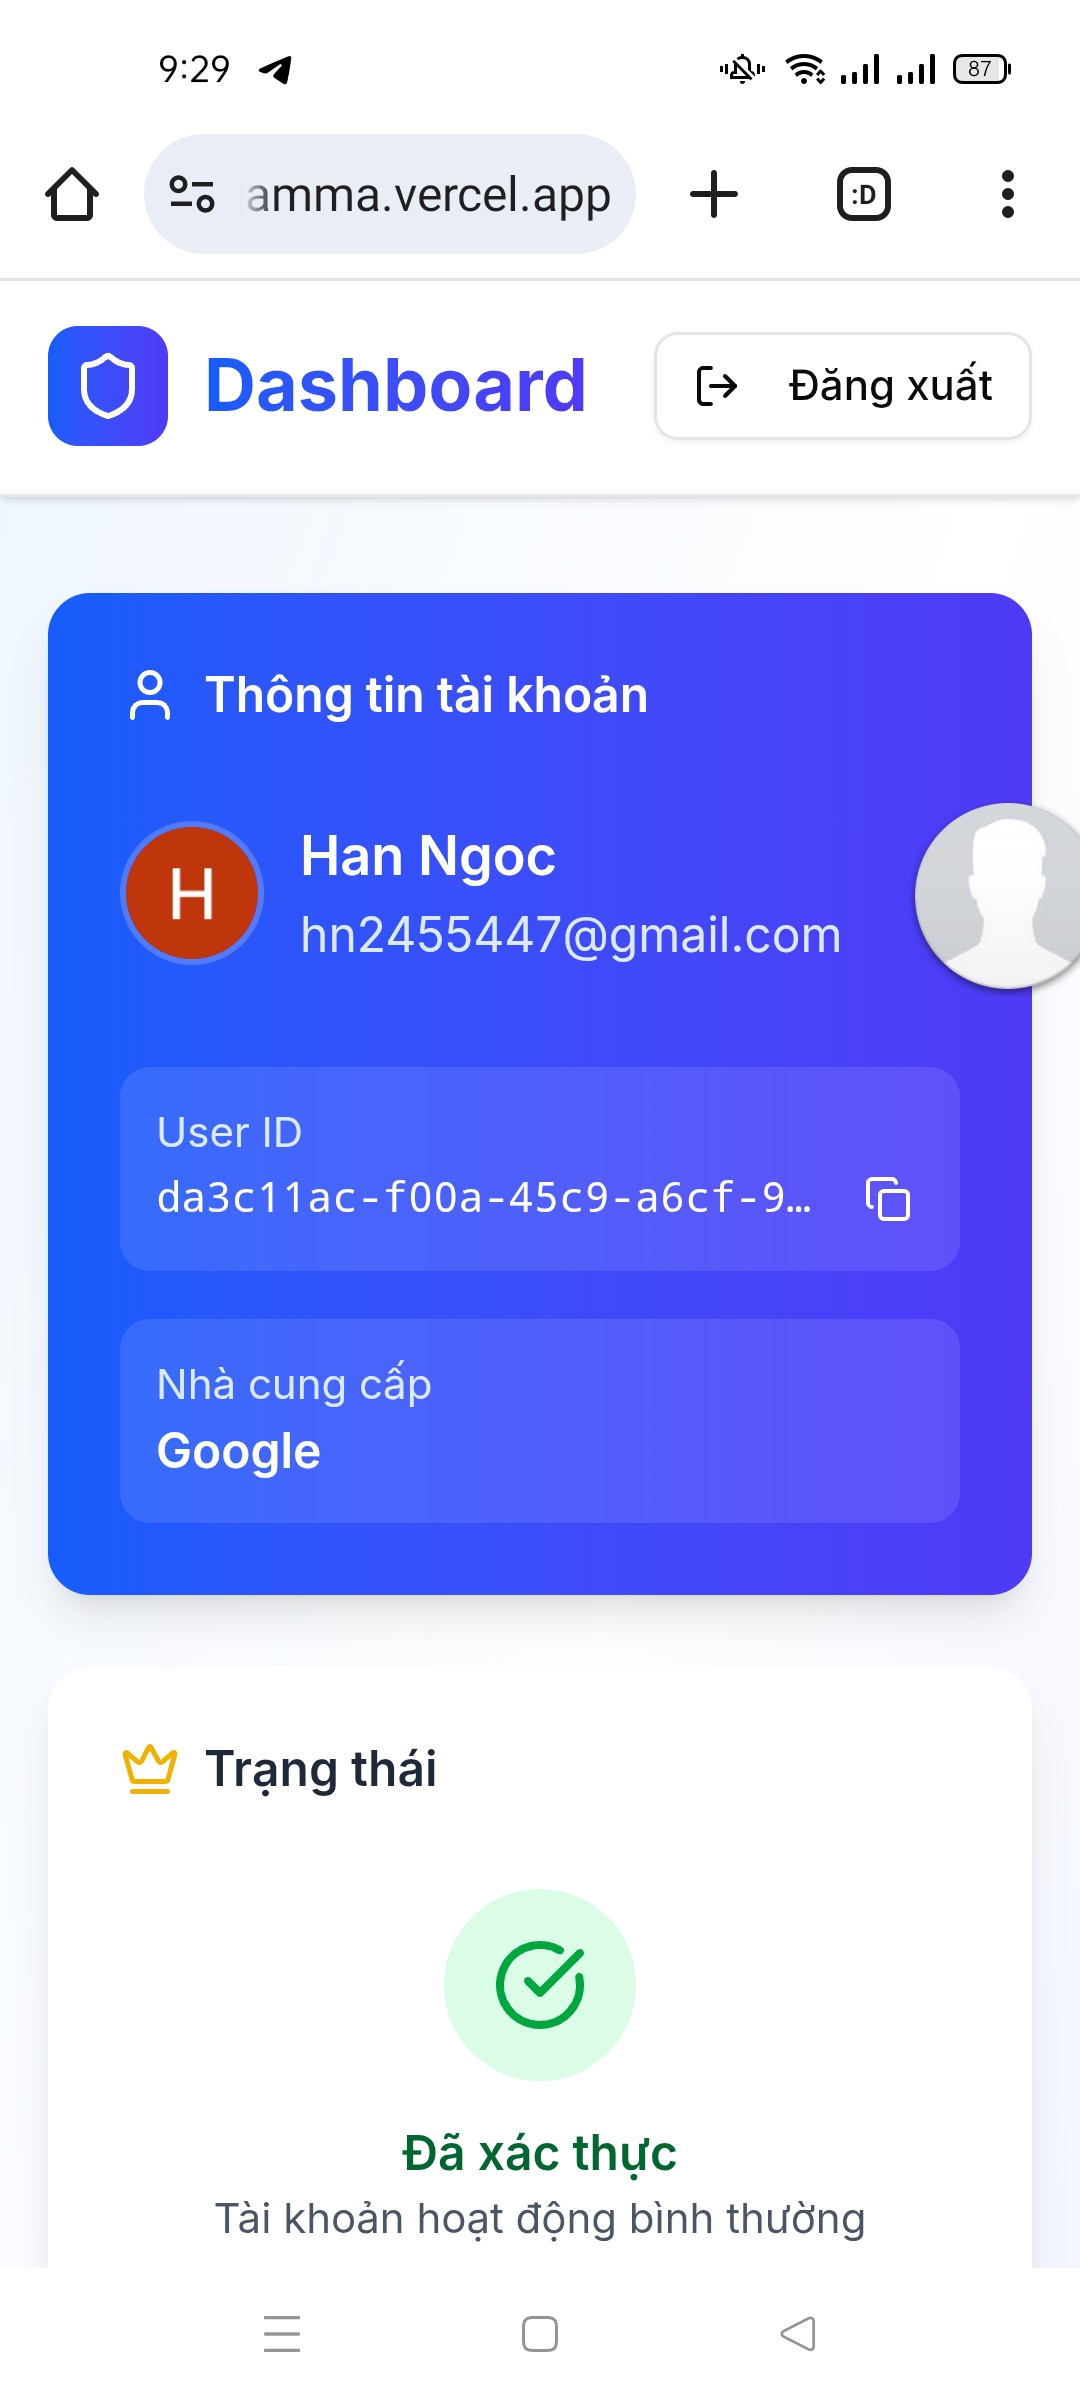 9:29
87
amma.vercel.app
:D
Dashboard
Đăng xuất
Thông tin tài khoản
H
Han Ngoc
hn2455447@gmail.com
User ID
da3c11ac-f00a-45c9-a6cf-9…
Nhà cung cấp
Google
Trạng thái
Đã xác thực
Tài khoản hoạt động bình thường